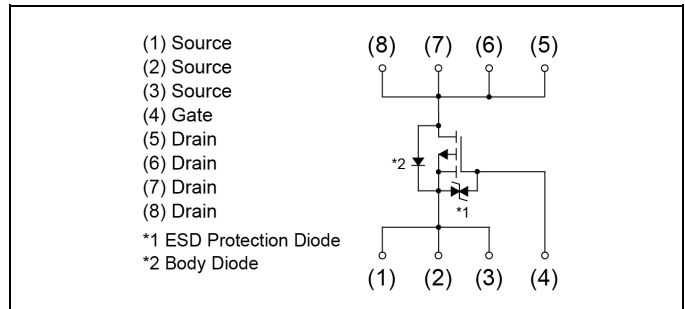 (1) Source
(2) Source
(3) Source
(4) Gate
(5) Drain
(6) Drain
(7) Drain
(8) Drain
*1 ESD Protection Diode
*2 Body Diode
(8) (7) (6) (5)
*2
*1
(1) (2) (3) (4)